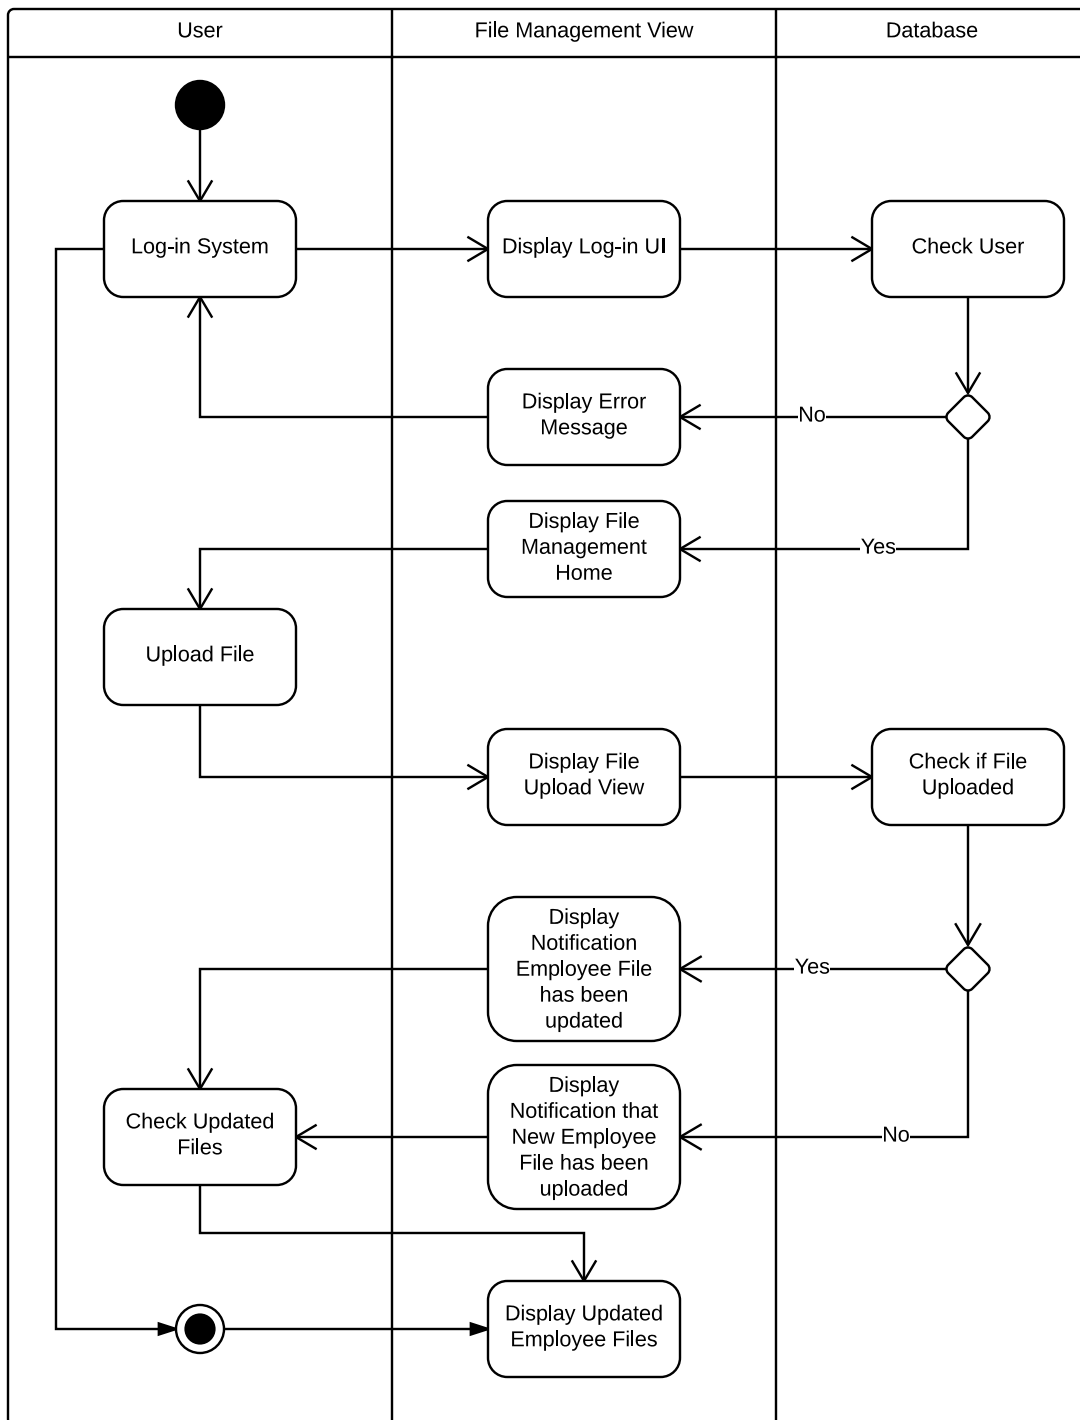 User
File Management View
Database
Log-in System
Display Log-in UI
Check User
Display Error
Message
No
Display File
Management
Home
Yes
Upload File
Display File
Upload View
Check if File
Uploaded
Display
Notification
Employee File
has been
updated
Yes
Check Updated
Files
Display
Notification that
New Employee
File has been
uploaded
No
Display Updated
Employee Files